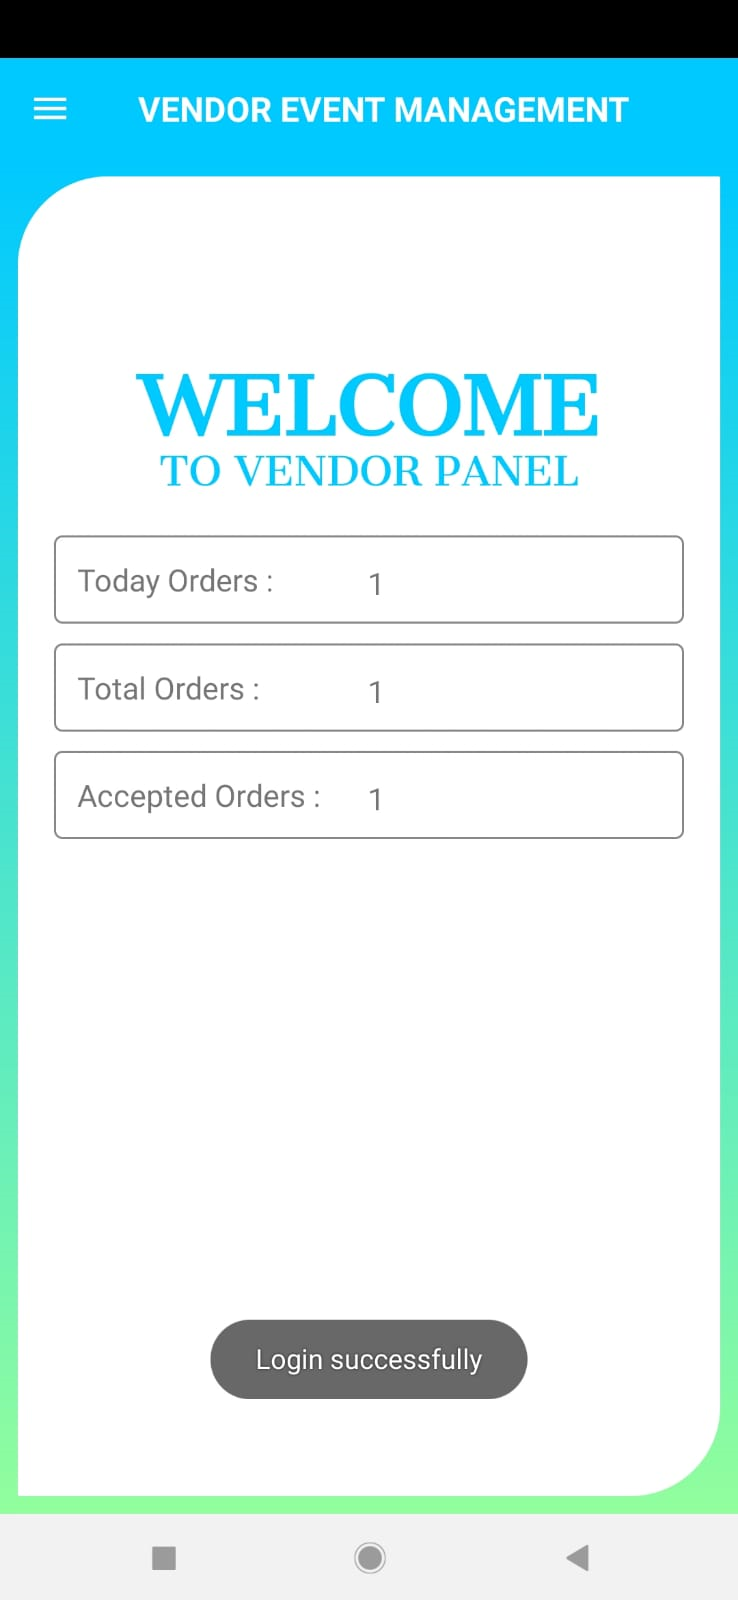 VENDOR EVENT MANAGEMENT
WELCOME
TO VENDOR PANEL
Today Orders : 1
Total Orders : 1
Accepted Orders : 1
Login successfully